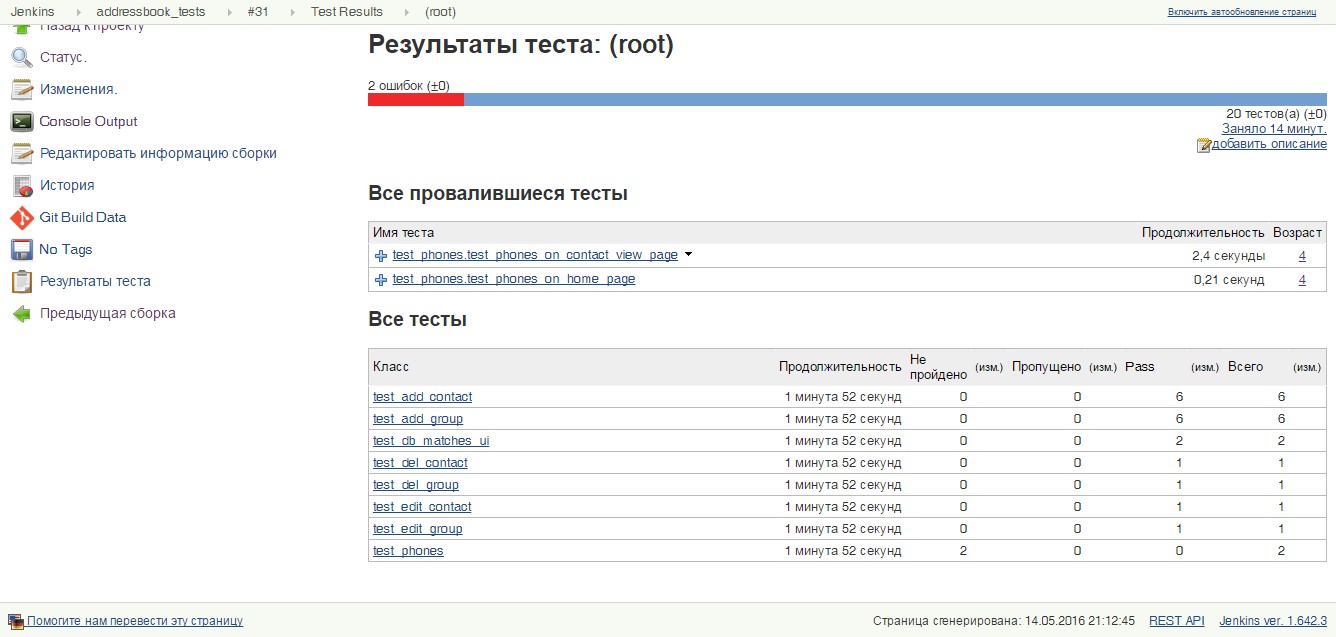 Jenkins addressbook_tests #31 Test Results (root) Включить автообновление страниц
Назад к проекту
Статус.
Изменения.
Console Output
Редактировать информацию сборки
История
Git Build Data
No Tags
Результаты теста
Предыдущая сборка
Результаты теста: (root)
2 ошибок (±0)
20 тестов(а) (±0)
Заняло 14 минут.
добавить описание
Все провалившиеся тесты
Имя теста Продолжительность Возраст
test_phones.test_phones_on_contact_view_page 2,4 секунды 4
test_phones.test_phones_on_home_page 0,21 секунд 4
Все тесты
Класс Продолжительность Не пройдено (изм.) Пропущено (изм.) Pass (изм.) Всего (изм.)
test_add_contact 1 минута 52 секунд 0 0 6 6
test_add_group 1 минута 52 секунд 0 0 6 6
test_db_matches_ui 1 минута 52 секунд 0 0 2 2
test_del_contact 1 минута 52 секунд 0 0 1 1
test_del_group 1 минута 52 секунд 0 0 1 1
test_edit_contact 1 минута 52 секунд 0 0 1 1
test_edit_group 1 минута 52 секунд 0 0 1 1
test_phones 1 минута 52 секунд 2 0 0 2
Помогите нам перевести эту страницу Страница сгенерирована: 14.05.2016 21:12:45 REST API Jenkins ver. 1.642.3